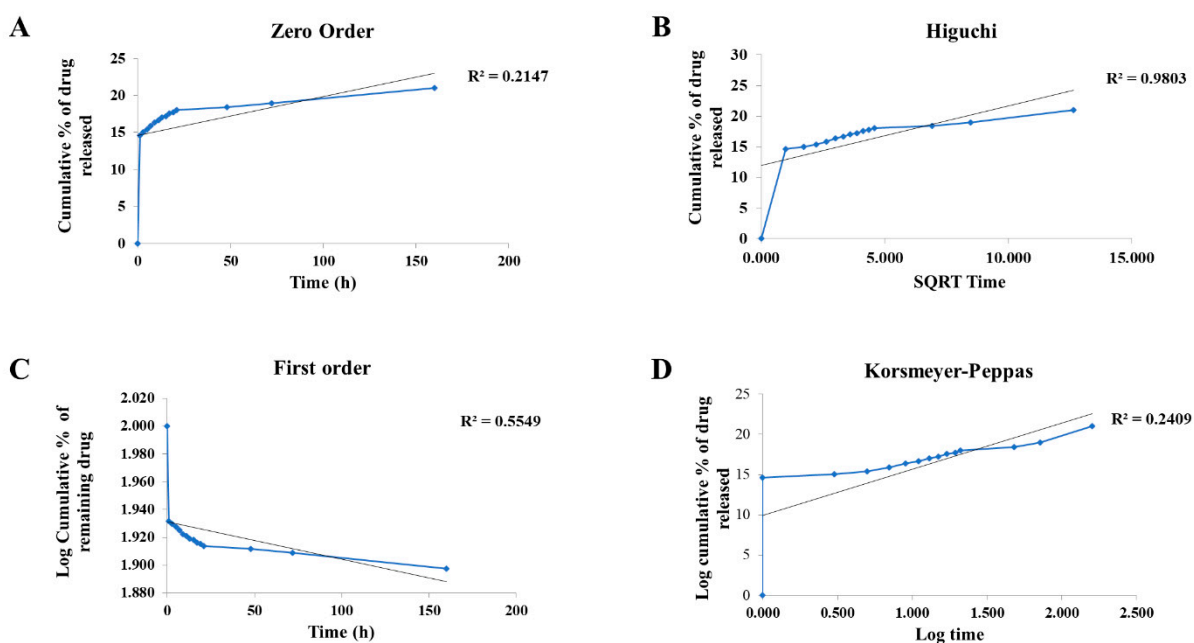 A
Zero Order
R² = 0.2147
Cumulative % of drug
released
25
20
15
10
5
0
0
50
100
150
200
Time (h)
B
Higuchi
R² = 0.9803
Cumulative % of drug
released
30
25
20
15
10
5
0
0.000
5.000
10.000
15.000
SQRT Time
C
First order
R² = 0.5549
Log Cumulative % of
remaining drug
2.020
2.000
1.980
1.960
1.940
1.920
1.900
1.880
0
50
100
150
200
Time (h)
D
Korsmeyer-Peppas
R² = 0.2409
Log cumulative % of drug
released
25
20
15
10
5
0
0.000
0.500
1.000
1.500
2.000
2.500
Log time